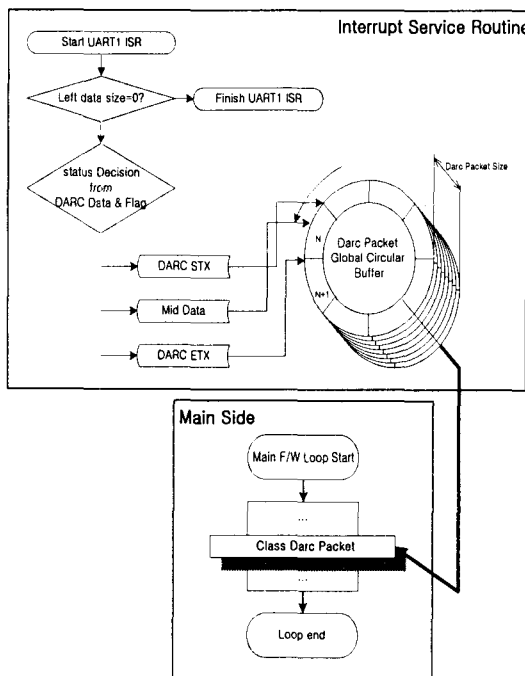 Interrupt Service Routine
Start UART1 ISR
Left data size=0?
Finish UART1 ISR
status Decision
from
DARC Data & Flag
Darc Packet Size
N
N+1
Darc Packet
Global Circular
Buffer
DARC STX
Mid Data
DARC ETX
Main Side
Main F/W Loop Start
...
Class Darc Packet
...
Loop end